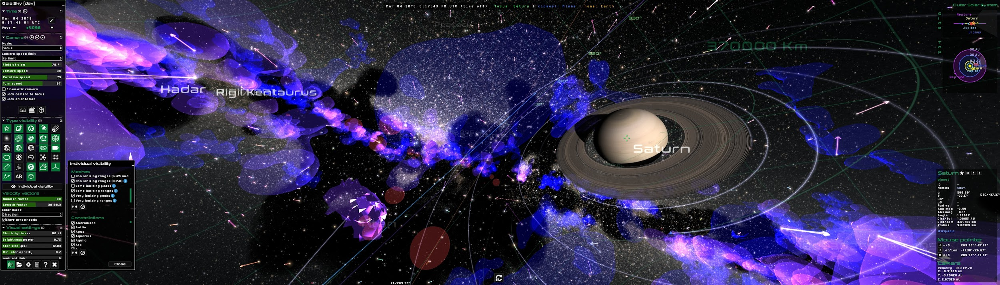 Gaia Sky [dev]
Time
Mar 04 2070
8:17:43 AM UTC
Pace − x4096 +
Camera
Mode:
Focus
Camera speed limit
No limit
Field of view 70.7°
Camera speed 39
Rotation speed 75
Turn speed 67
Cinematic camera
Lock camera to focus
Lock orientation
Type visibility
AB
Individual visibility
Velocity vectors
Number factor 100
Length factor 20100.3
Color mode
Direction
Show arrowheads
Visual settings
Star brightness 40.41
Brightness power 0.75
Star size [px] 12.03
Min. star opacity 0.2
Ambient light 0
Individual visibility
Meshes
Non ionizing ranges (>=25 and
Non ionizing ranges (>=50)
Some ionizing peaks
Some ionizing ranges
Very ionizing peaks
Very ionizing ranges
Constellations
Andromeda
Antlia
Apus
Aquarius
Aquila
Ara
Close
Mar 04 2070 8:17:43 AM UTC (time off) focus: Saturn | closest: Mimas | home: Earth
Peacock
330°
320°
310°
370000 Km
Hadar
Rigil Kentaurus
Saturn
HIP
RA/249.93°
Outer Solar System
Side
Neptune
Saturn
Sun
Jupiter
Uranus
Top
30 AU
20 AU
Saturn
Jupiter
Neptune
Saturn
planet
ID -
Names Saturn
α 286.69°
δ -22.17°
DEC/-27.27°
μα* -
μδ -
Rad vel -
App mag -2.49
Abs mag -4.12
Angle 1.539E1°
Dist/Sol 1.006E1 AU
Dist/cam 3.647E5 km
Radius 5.823E4 km
Wikipedia
Mouse pointer
α/δ 249.93°/-27.27°
Lat/Lon -71.30°/26.67°
α/δ 284.95°/-19.01°
Camera
Velocity 0E0 km/h
X: -8.918E0 AU
Y: -3.794E0 AU
Z: 2.673E0 AU